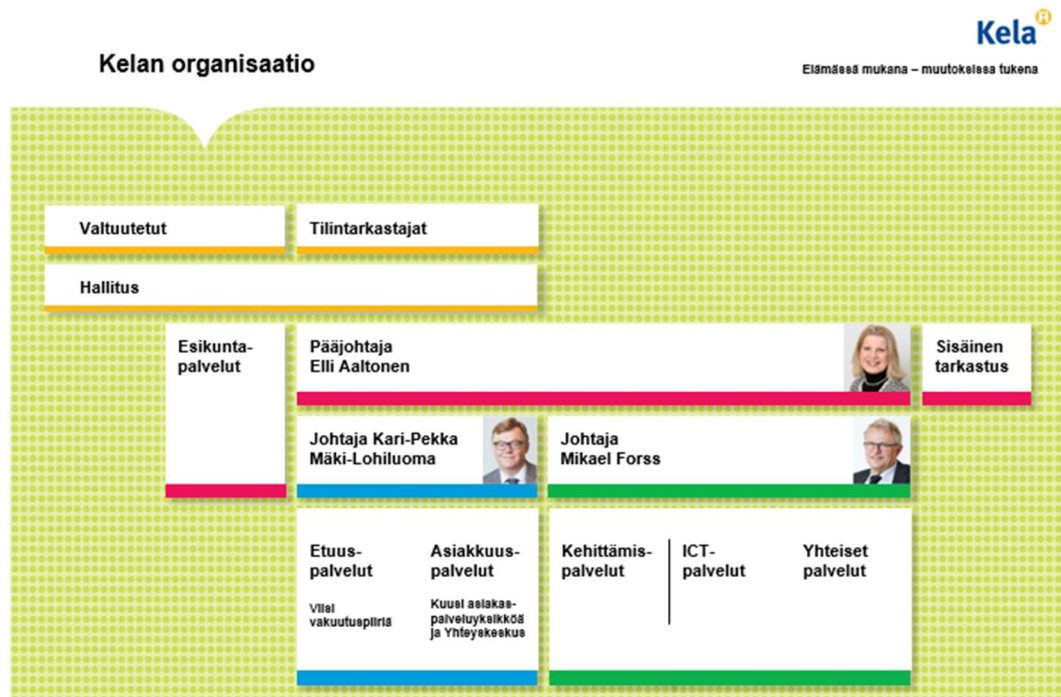 Kela
Kelan organisaatio
Elämässä mukana – muutoksissa tukena
Valtuutetut
Tilintarkastajat
Hallitus
Esikunta-
palvelut
Pääjohtaja
Elli Aaltonen
Sisäinen
tarkastus
Johtaja Kari-Pekka
Mäki-Lohiluoma
Johtaja
Mikael Forss
Etuus-
palvelut
Viisi
vakuutuspiiriä
Asiakkuus-
palvelut
Kuusi asiakas-
palveluyksikköä
ja Yhteyskeskus
Kehittämis-
palvelut
ICT-
palvelut
Yhteiset
palvelut